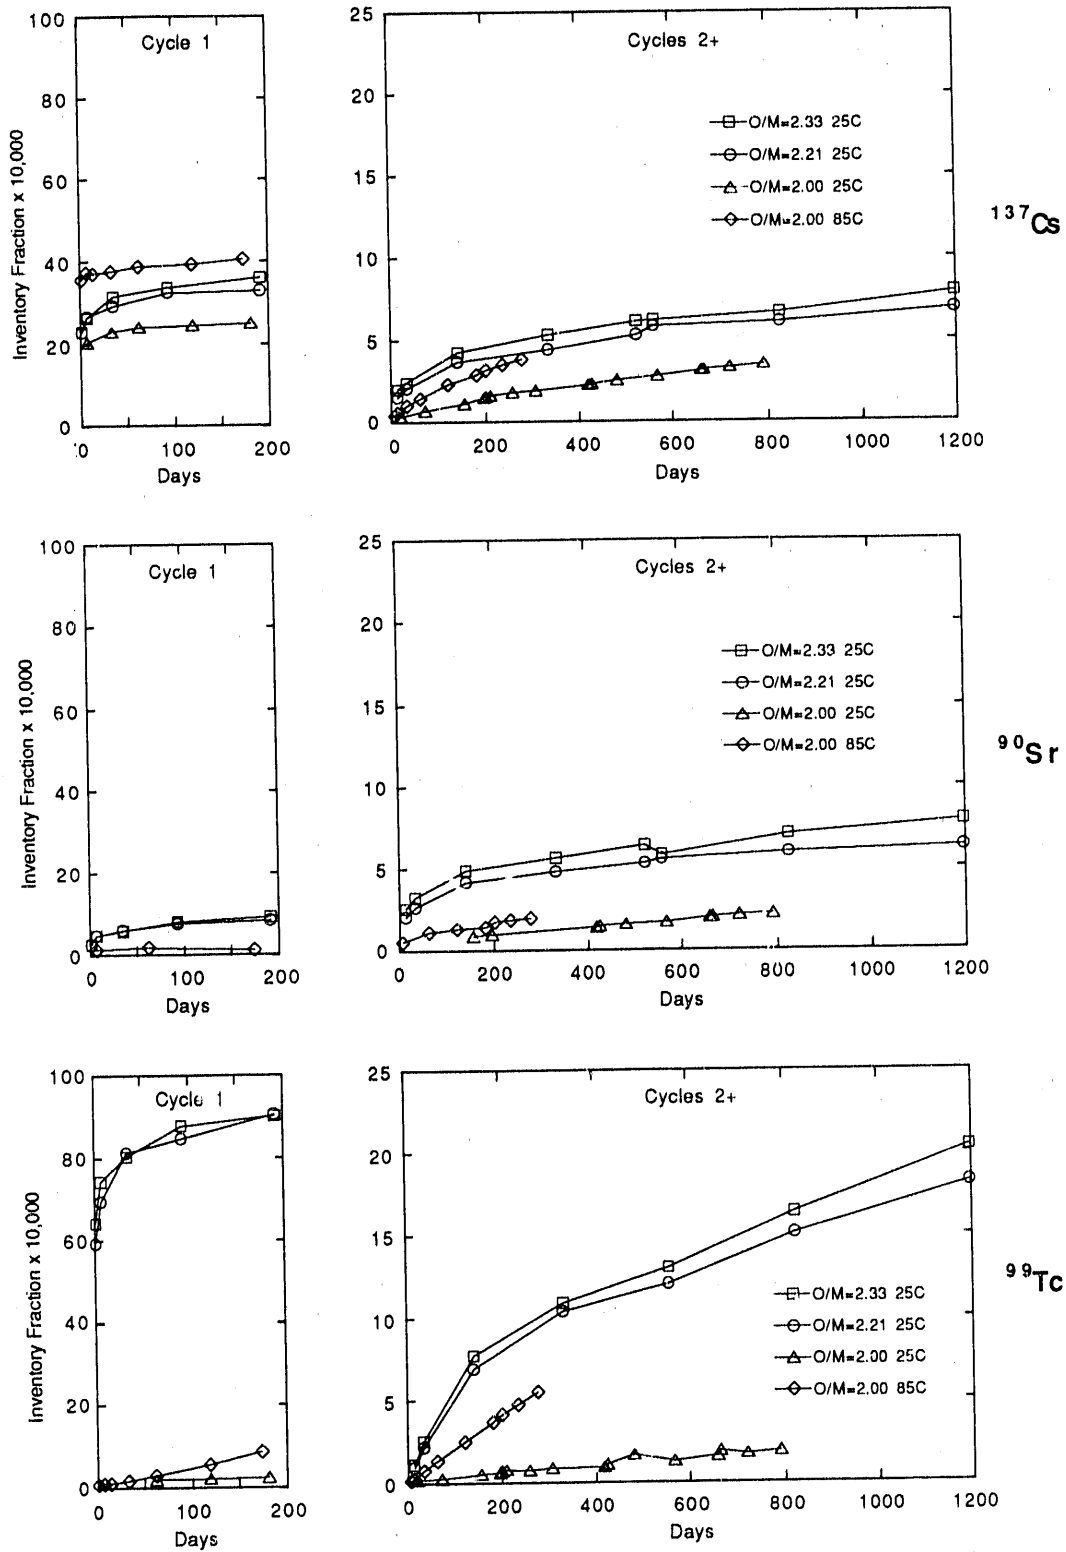 Cycle 1
Cycles 2+
100
80
60
40
20
0
Inventory Fraction x 10,000
0 100 200
Days
25
20
15
10
5
0
O/M=2.33 25C
O/M=2.21 25C
O/M=2.00 25C
O/M=2.00 85C
0 200 400 600 800 1000 1200
Days
137Cs
Cycle 1
Cycles 2+
100
80
60
40
20
0
Inventory Fraction x 10,000
0 100 200
Days
25
20
15
10
5
0
O/M=2.33 25C
O/M=2.21 25C
O/M=2.00 25C
O/M=2.00 85C
0 200 400 600 800 1000 1200
Days
90Sr
Cycle 1
Cycles 2+
100
80
60
40
20
0
Inventory Fraction x 10,000
0 100 200
Days
25
20
15
10
5
0
O/M=2.33 25C
O/M=2.21 25C
O/M=2.00 25C
O/M=2.00 85C
0 200 400 600 800 1000 1200
Days
99Tc